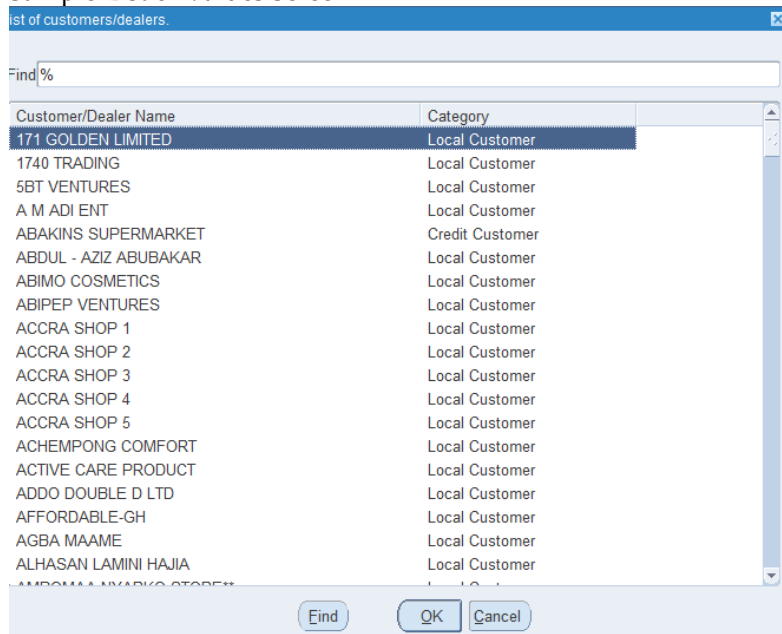 ist of customers/dealers.
Find %
Customer/Dealer Name Category
171 GOLDEN LIMITED Local Customer
1740 TRADING Local Customer
5BT VENTURES Local Customer
A M ADI ENT Local Customer
ABAKINS SUPERMARKET Credit Customer
ABDUL - AZIZ ABUBAKAR Local Customer
ABIMO COSMETICS Local Customer
ABIPEP VENTURES Local Customer
ACCRA SHOP 1 Local Customer
ACCRA SHOP 2 Local Customer
ACCRA SHOP 3 Local Customer
ACCRA SHOP 4 Local Customer
ACCRA SHOP 5 Local Customer
ACHEMPONG COMFORT Local Customer
ACTIVE CARE PRODUCT Local Customer
ADDO DOUBLE D LTD Local Customer
AFFORDABLE-GH Local Customer
AGBA MAAME Local Customer
ALHASAN LAMINI HAJIA Local Customer
Find OK Cancel